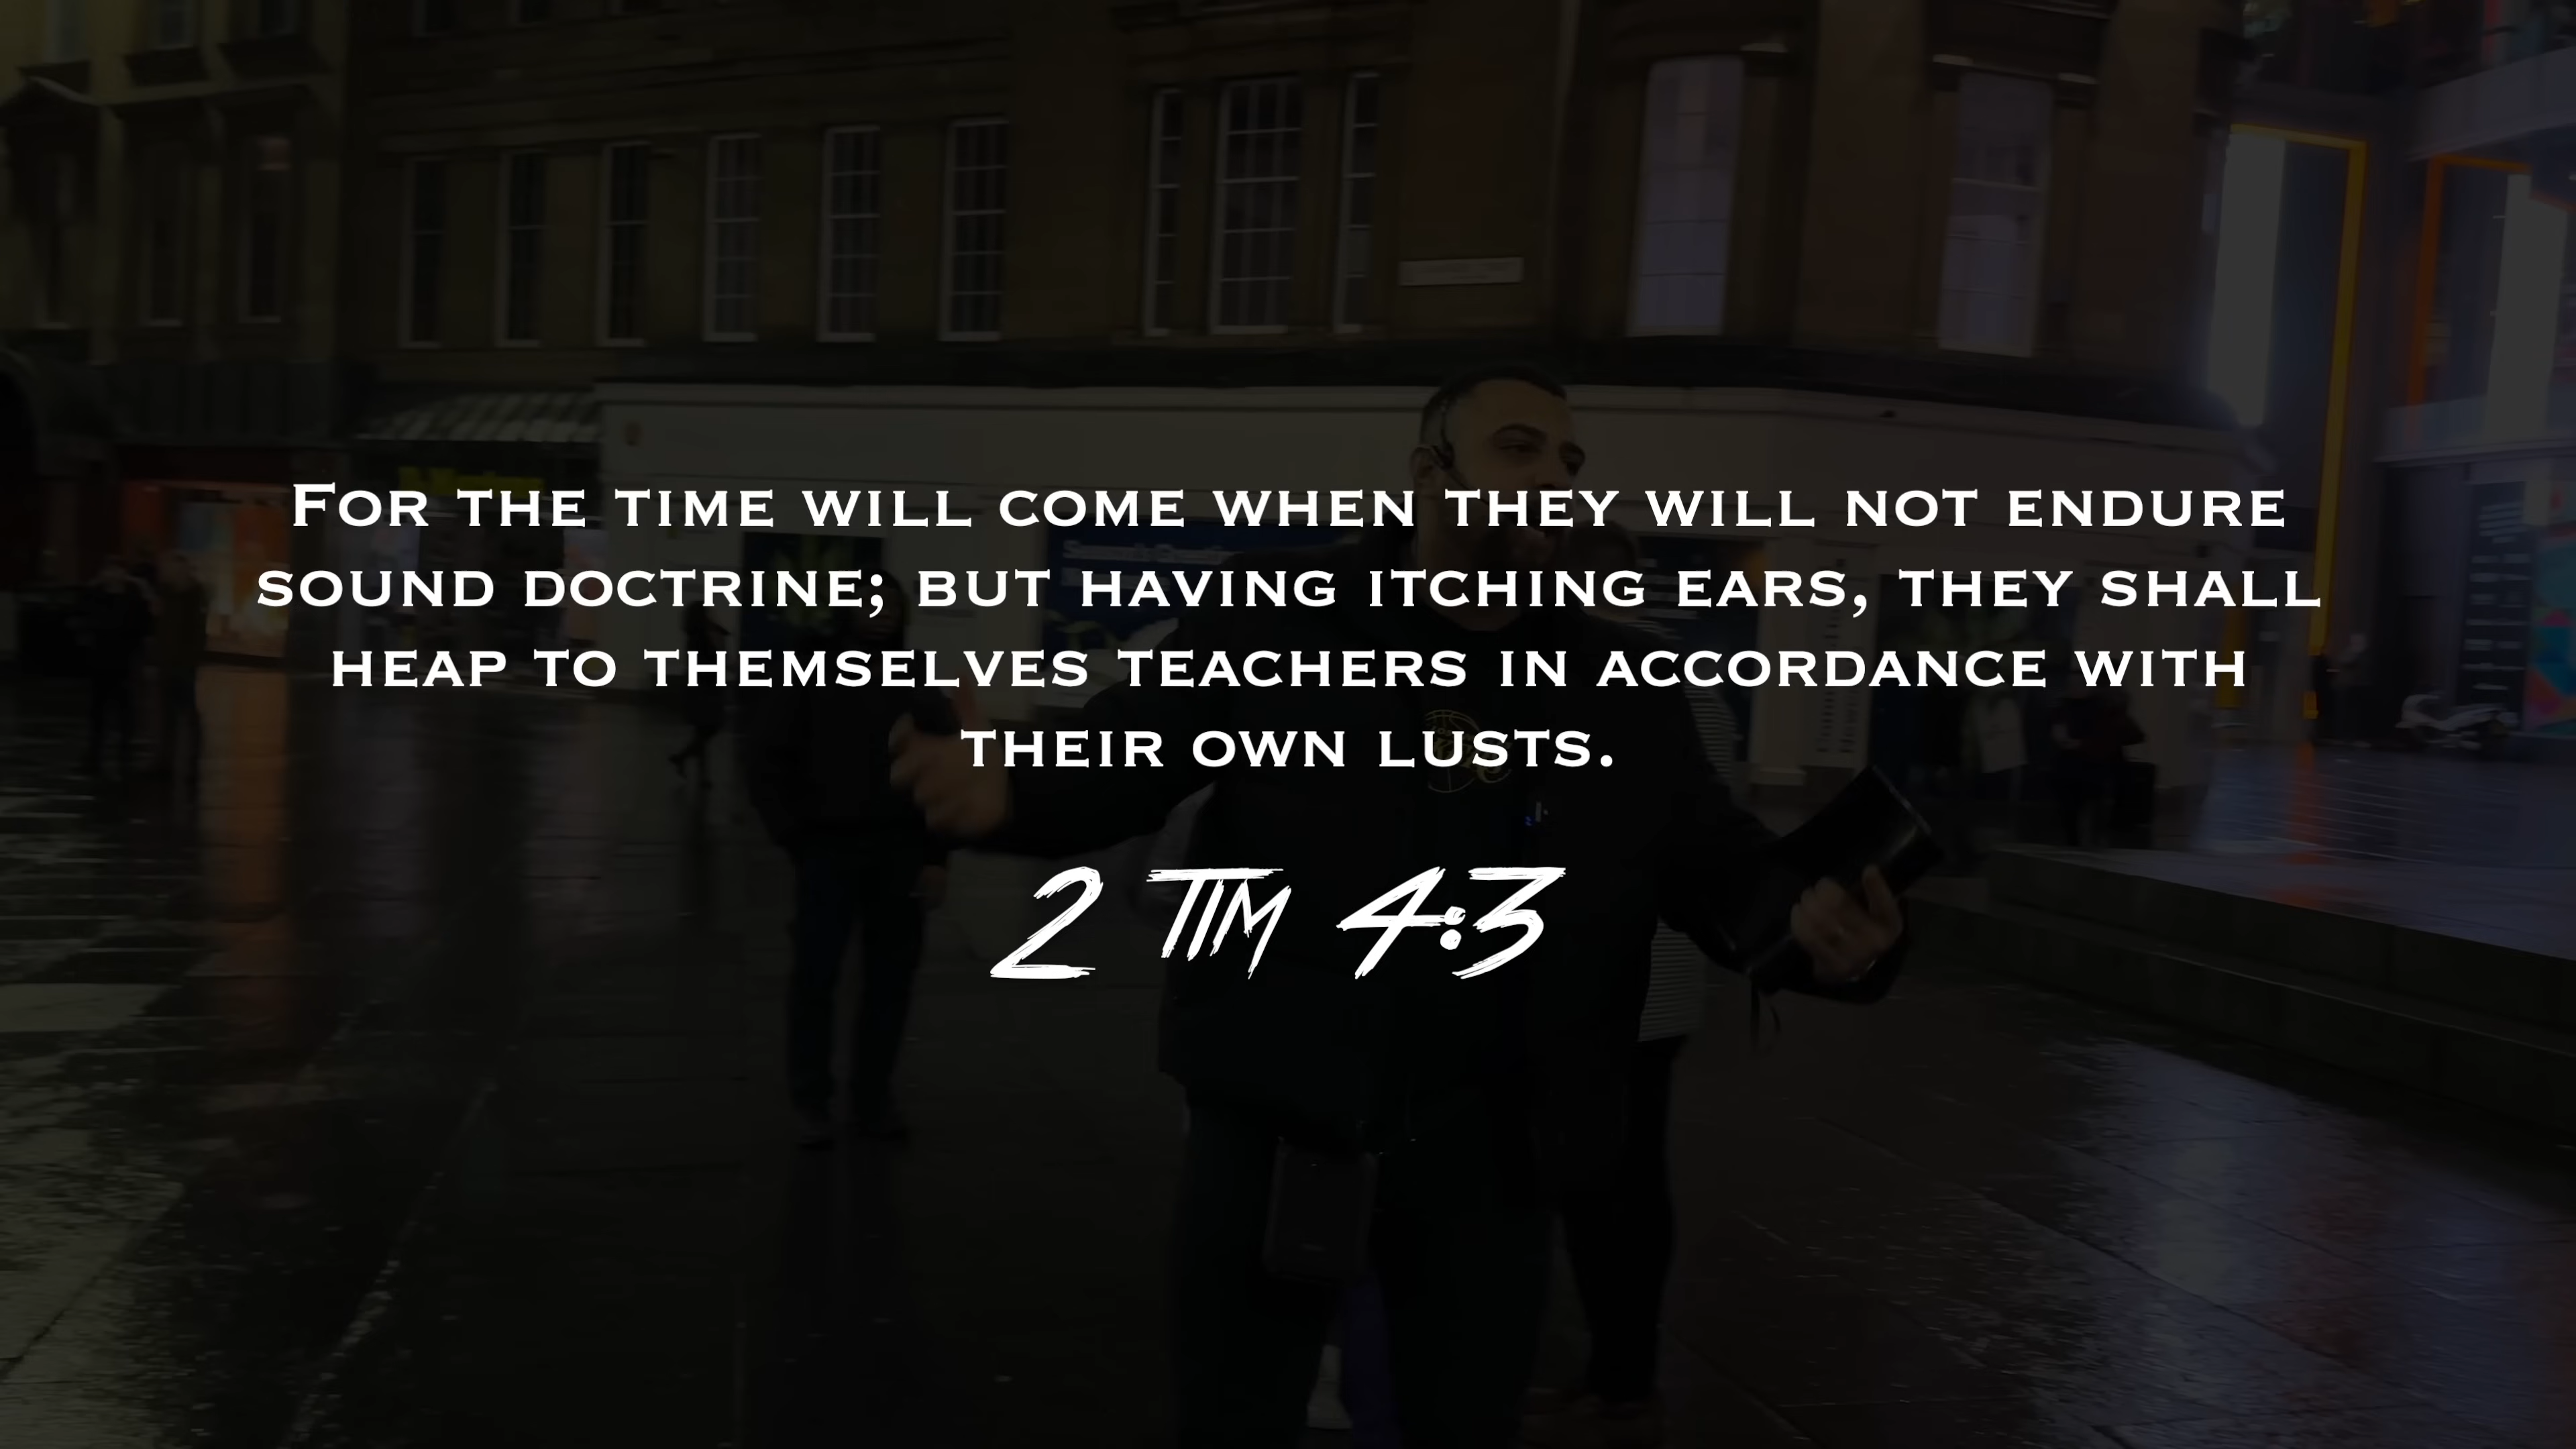 For the time will come when they will not endure
sound doctrine; but having itching ears, they shall
heap to themselves teachers in accordance with
their own lusts.
2 Tim 4:3